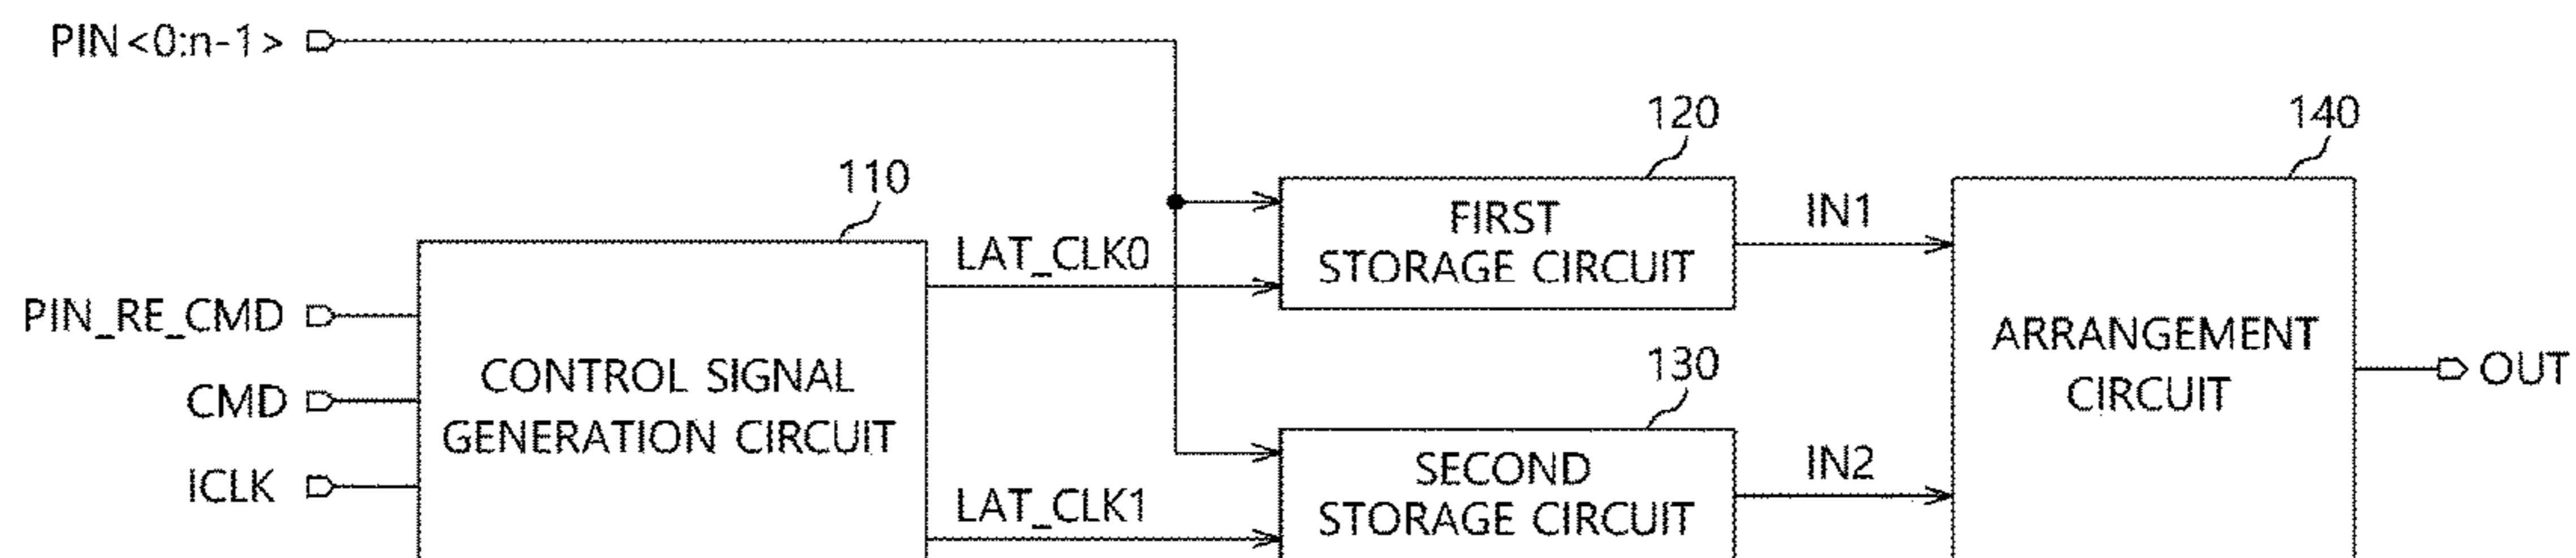 PIN<0:n-1>
120
140
110
FIRST
STORAGE CIRCUIT
IN1
LAT_CLK0
PIN_RE_CMD
CMD
ICLK
CONTROL SIGNAL
GENERATION CIRCUIT
130
ARRANGEMENT
CIRCUIT
OUT
SECOND
STORAGE CIRCUIT
IN2
LAT_CLK1